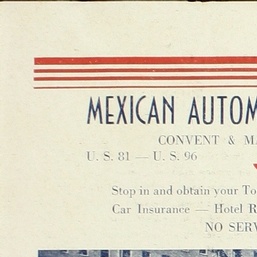 MEXICAN AUTOM
CONVENT & M
U. S. 81 — U. S. 96
Stop in and obtain your To
Car Insurance — Hotel R
NO SERV